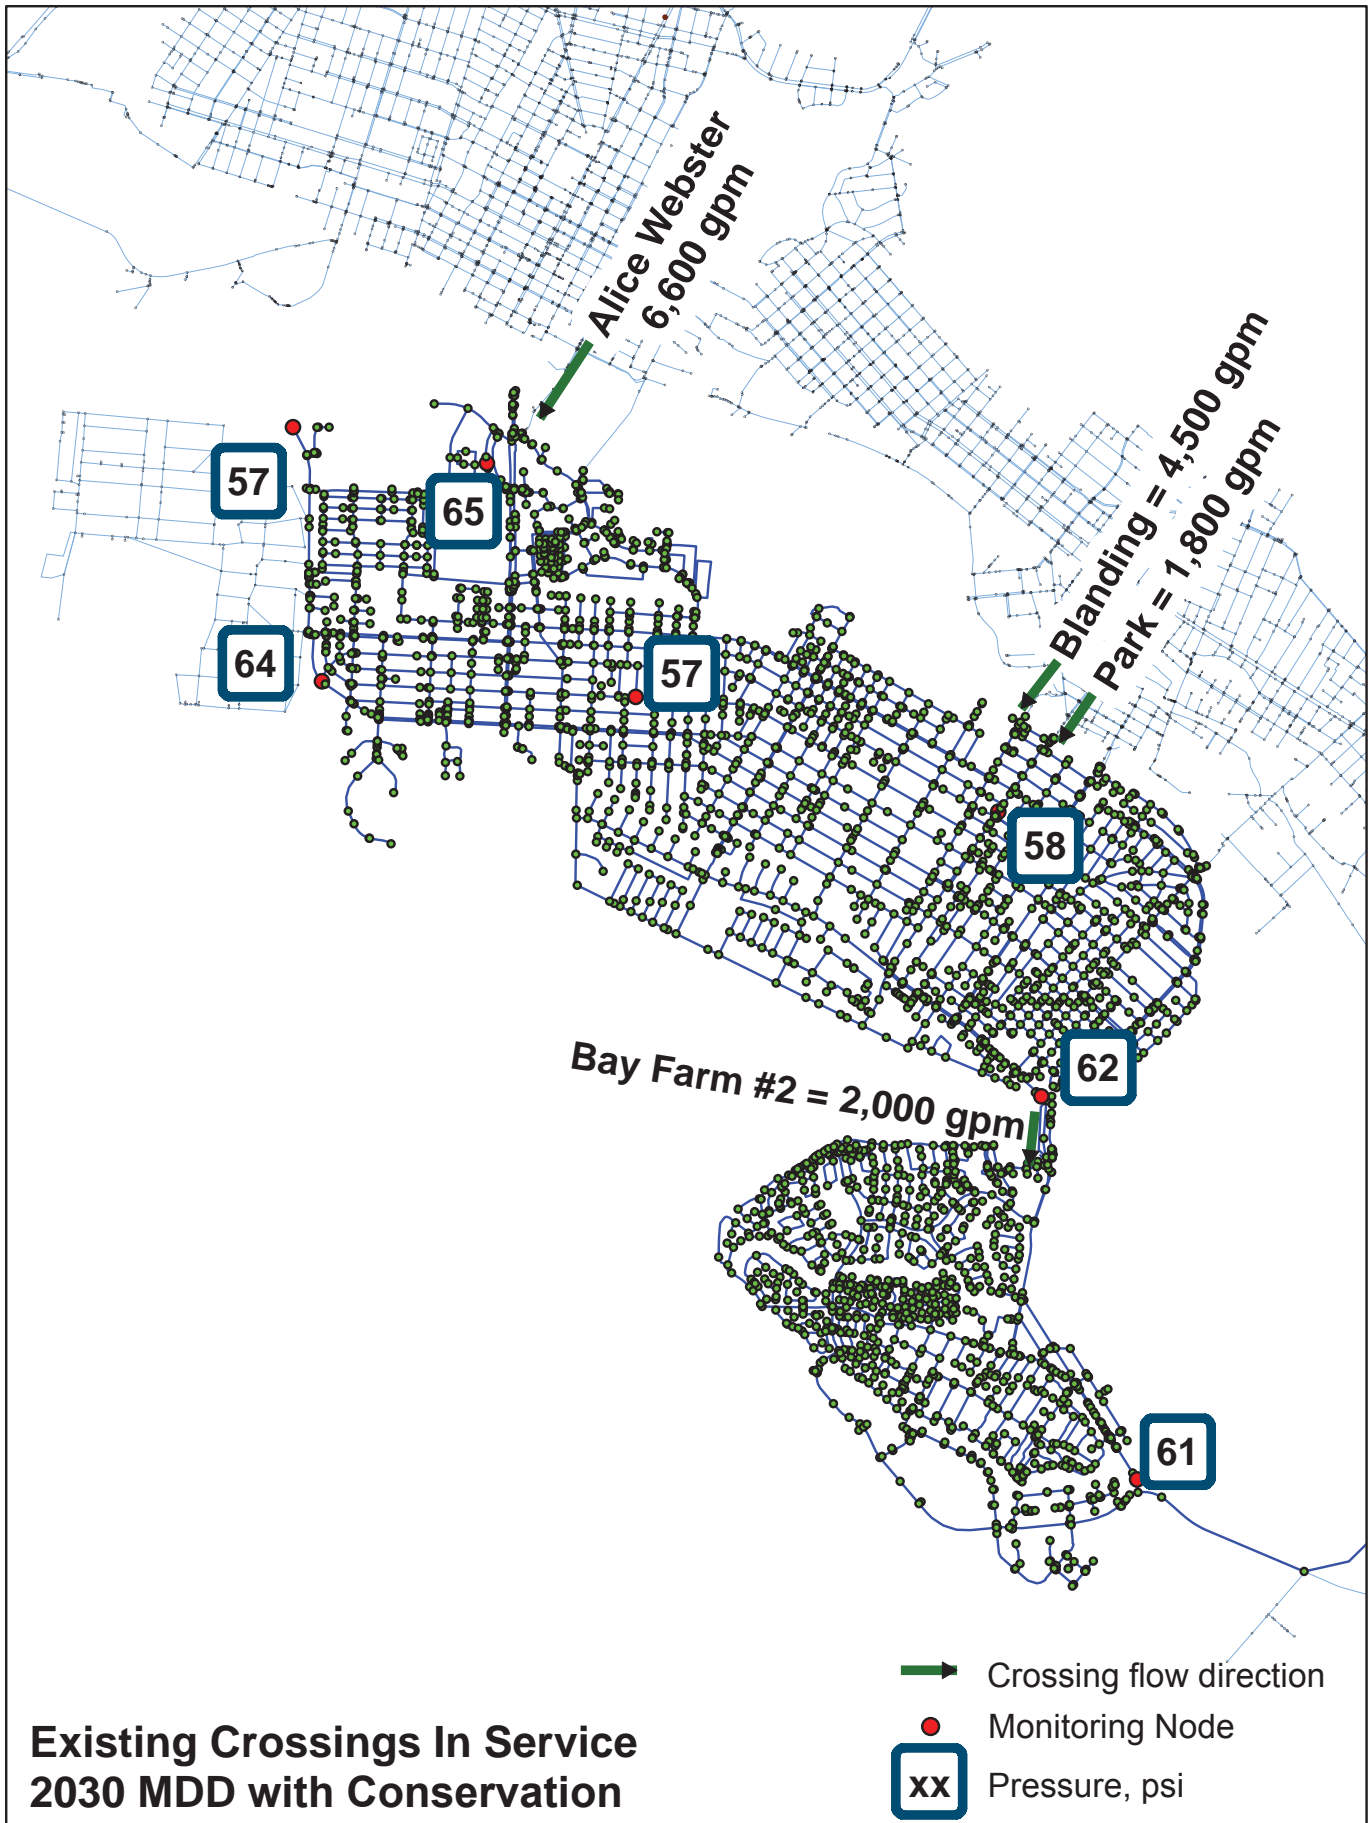 Alice Webster
6,600 gpm
Blanding = 4,500 gpm
Park = 1,800 gpm
57
65
64
57
58
62
Bay Farm #2 = 2,000 gpm
61
Crossing flow direction
Monitoring Node
xx Pressure, psi
Existing Crossings In Service
2030 MDD with Conservation